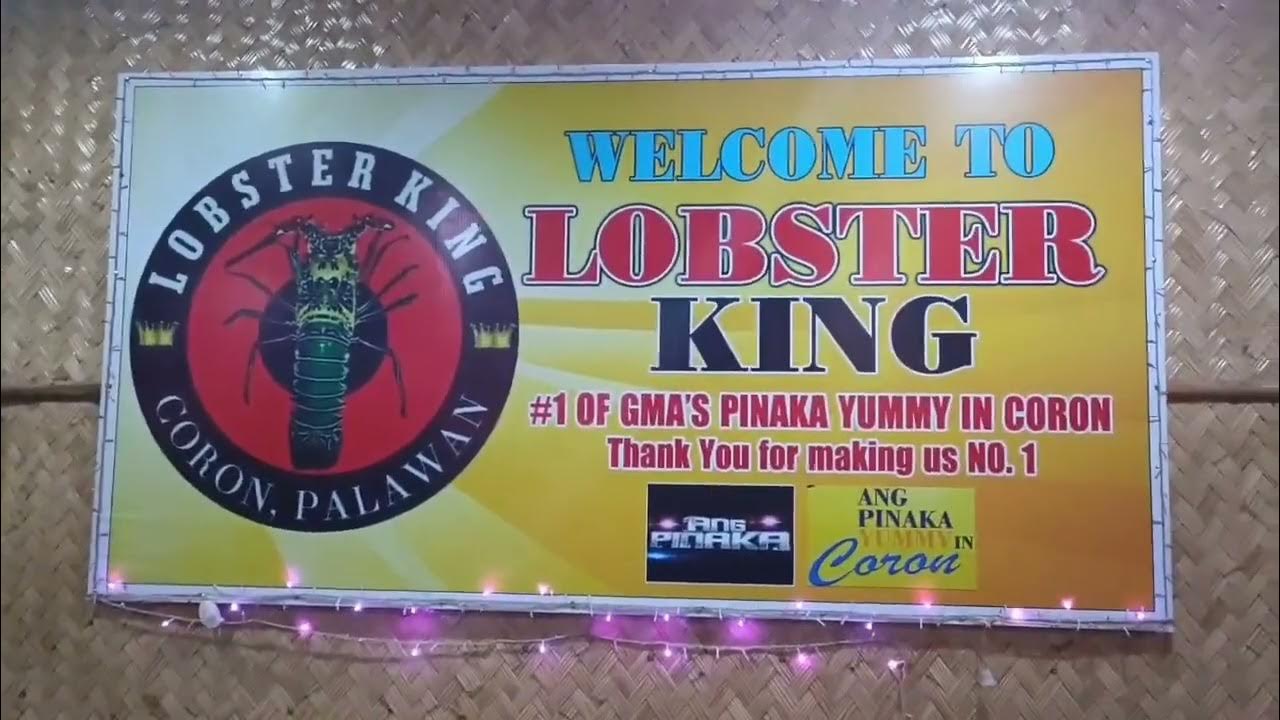 LOBSTER KING
CORON, PALAWAN
WELCOME TO
LOBSTER
KING
#1 OF GMA'S PINAKA YUMMY IN CORON
Thank You for making us NO. 1
ANG
PINAKA
ANG
PINAKA
YUMMY IN
Coron